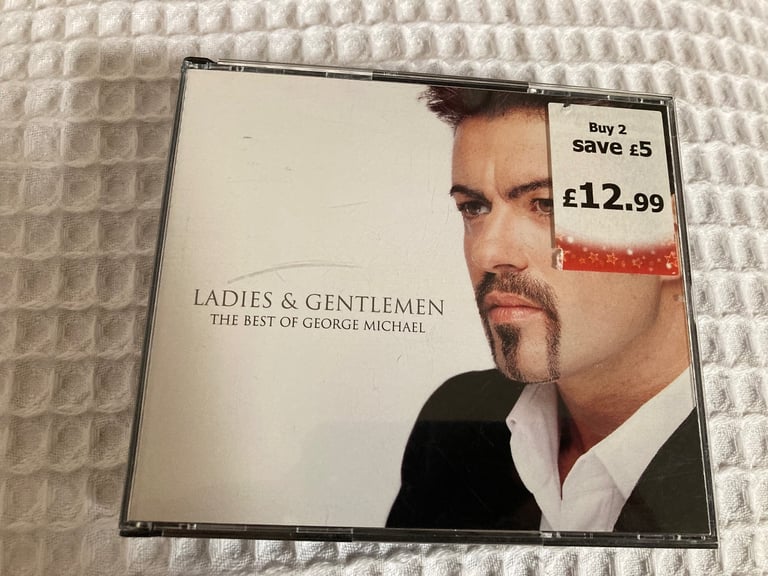 Buy 2
save £5
£12.99
LADIES & GENTLEMEN
THE BEST OF GEORGE MICHAEL